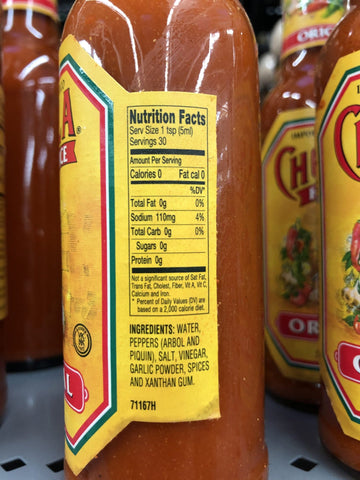 Nutrition Facts
Serv Size 1 tsp (5ml)
Servings 30
Amount Per Serving
Calories 0 Fat cal 0
%DV*
Total Fat 0g 0%
Sodium 110mg 4%
Total Carb 0g 0%
Sugars 0g
Protein 0g
Not a significant source of Sat Fat,
Trans Fat, Cholest, Fiber, Vit A, Vit C,
Calcium and Iron.
* Percent of Daily Values (DV) are
based on a 2,000 calorie diet.
INGREDIENTS: WATER,
PEPPERS (ARBOL AND
PIQUIN), SALT, VINEGAR,
GARLIC POWDER, SPICES
AND XANTHAN GUM.
71167H
ORIG
CH
ORI